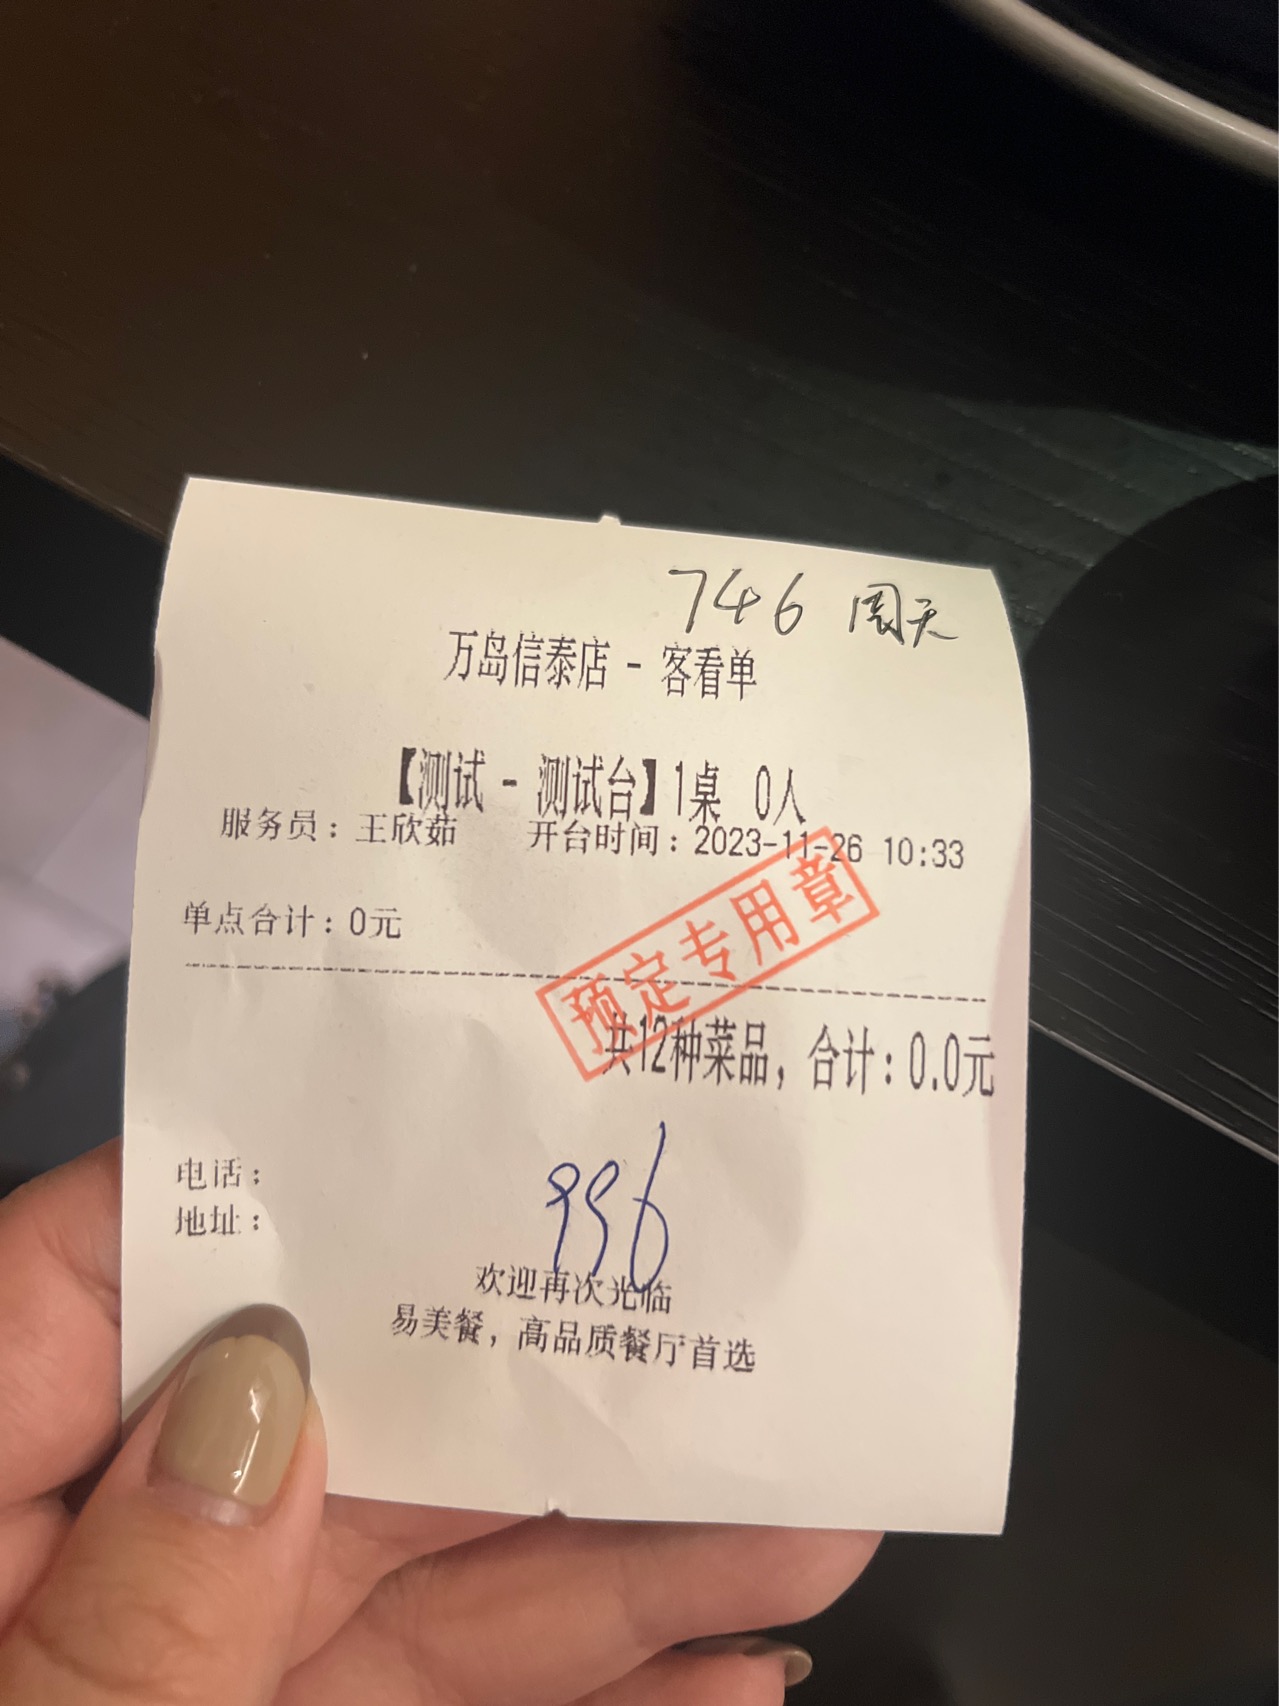 746 周天
万岛信泰店 - 客看单
【测试 - 测试台】1桌 0人
服务员：王欣茹 开台时间：2023-11-26 10:33
单点合计：0元
预定专用章
共12种菜品，合计：0.0元
996
电话：
地址：
欢迎再次光临
易美餐，高品质餐厅首选